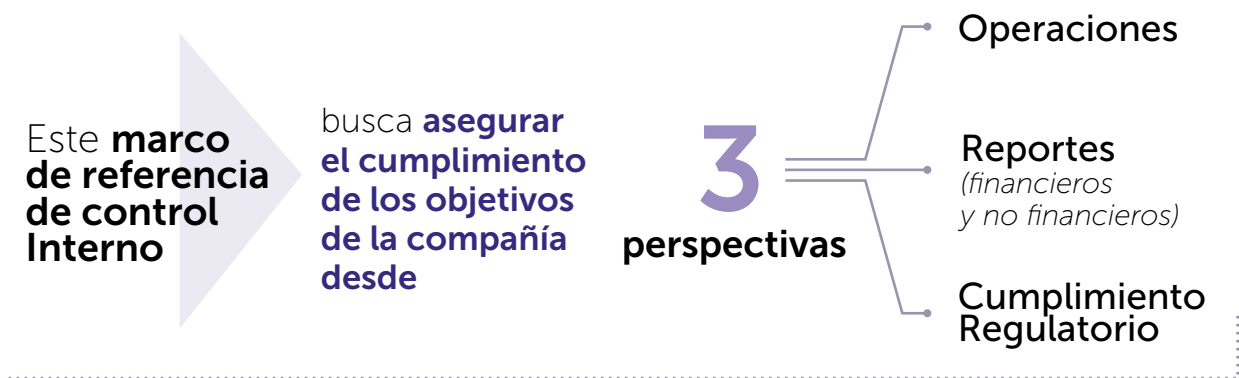 Este marco
de referencia
de control
Interno
busca asegurar
el cumplimiento
de los objetivos
de la compañía
desde
3
perspectivas
Operaciones
Reportes
(financieros
y no financieros)
Cumplimiento
Regulatorio